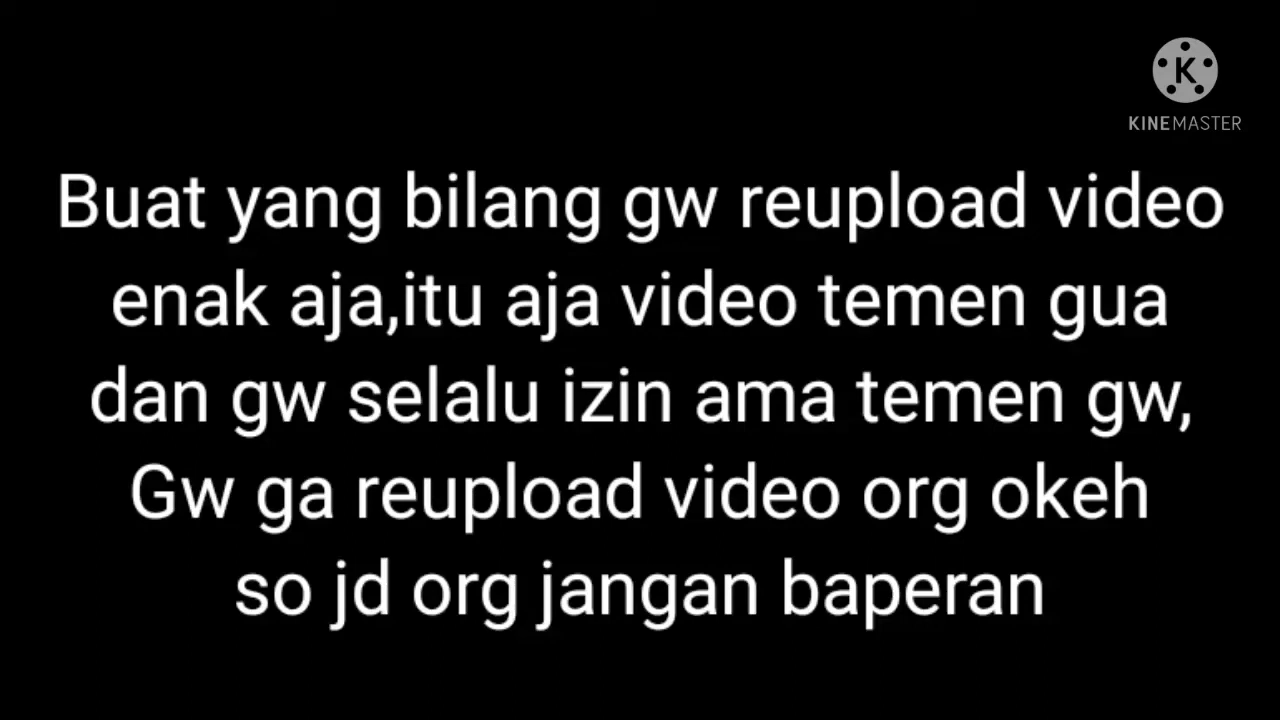 KINEMASTER
Buat yang bilang gw reupload video
enak aja,itu aja video temen gua
dan gw selalu izin ama temen gw,
Gw ga reupload video org okeh
so jd org jangan baperan